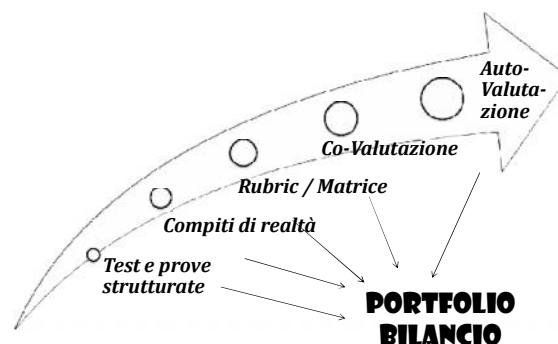 Auto-
Valuta-
zione
Co-Valutazione
Rubric / Matrice
Compiti di realtà
Test e prove
strutturate
PORTFOLIO
BILANCIO